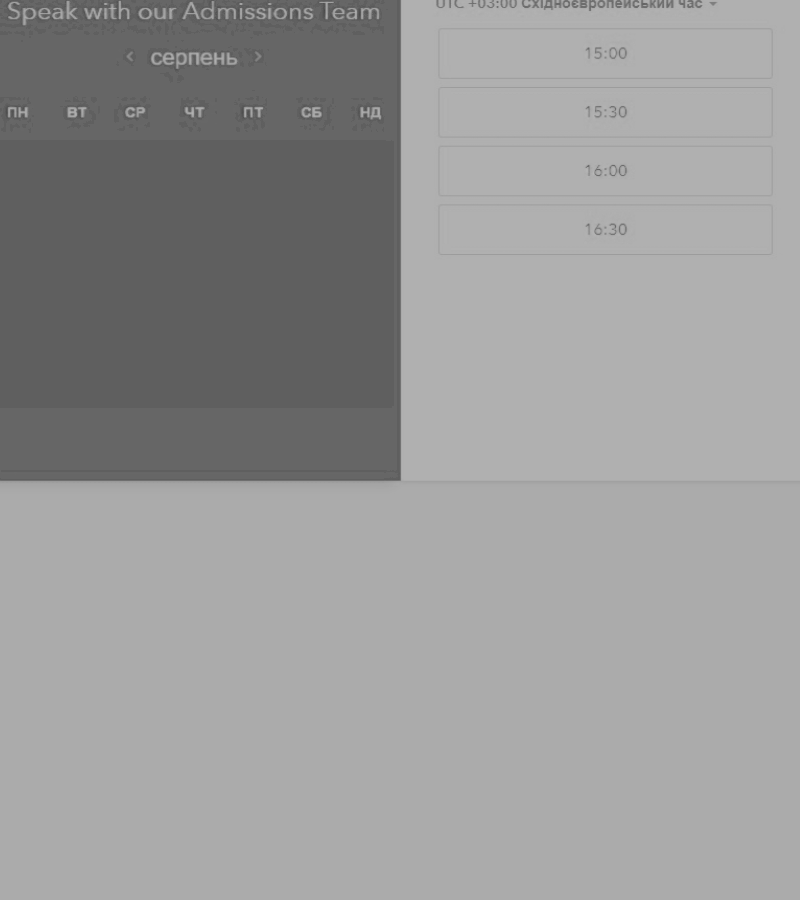 Speak with our Admissions Team
‹ серпень ›
ПН ВТ СР ЧТ ПТ СБ НД
UTC +03:00 Східноєвропейський час
15:00
15:30
16:00
16:30